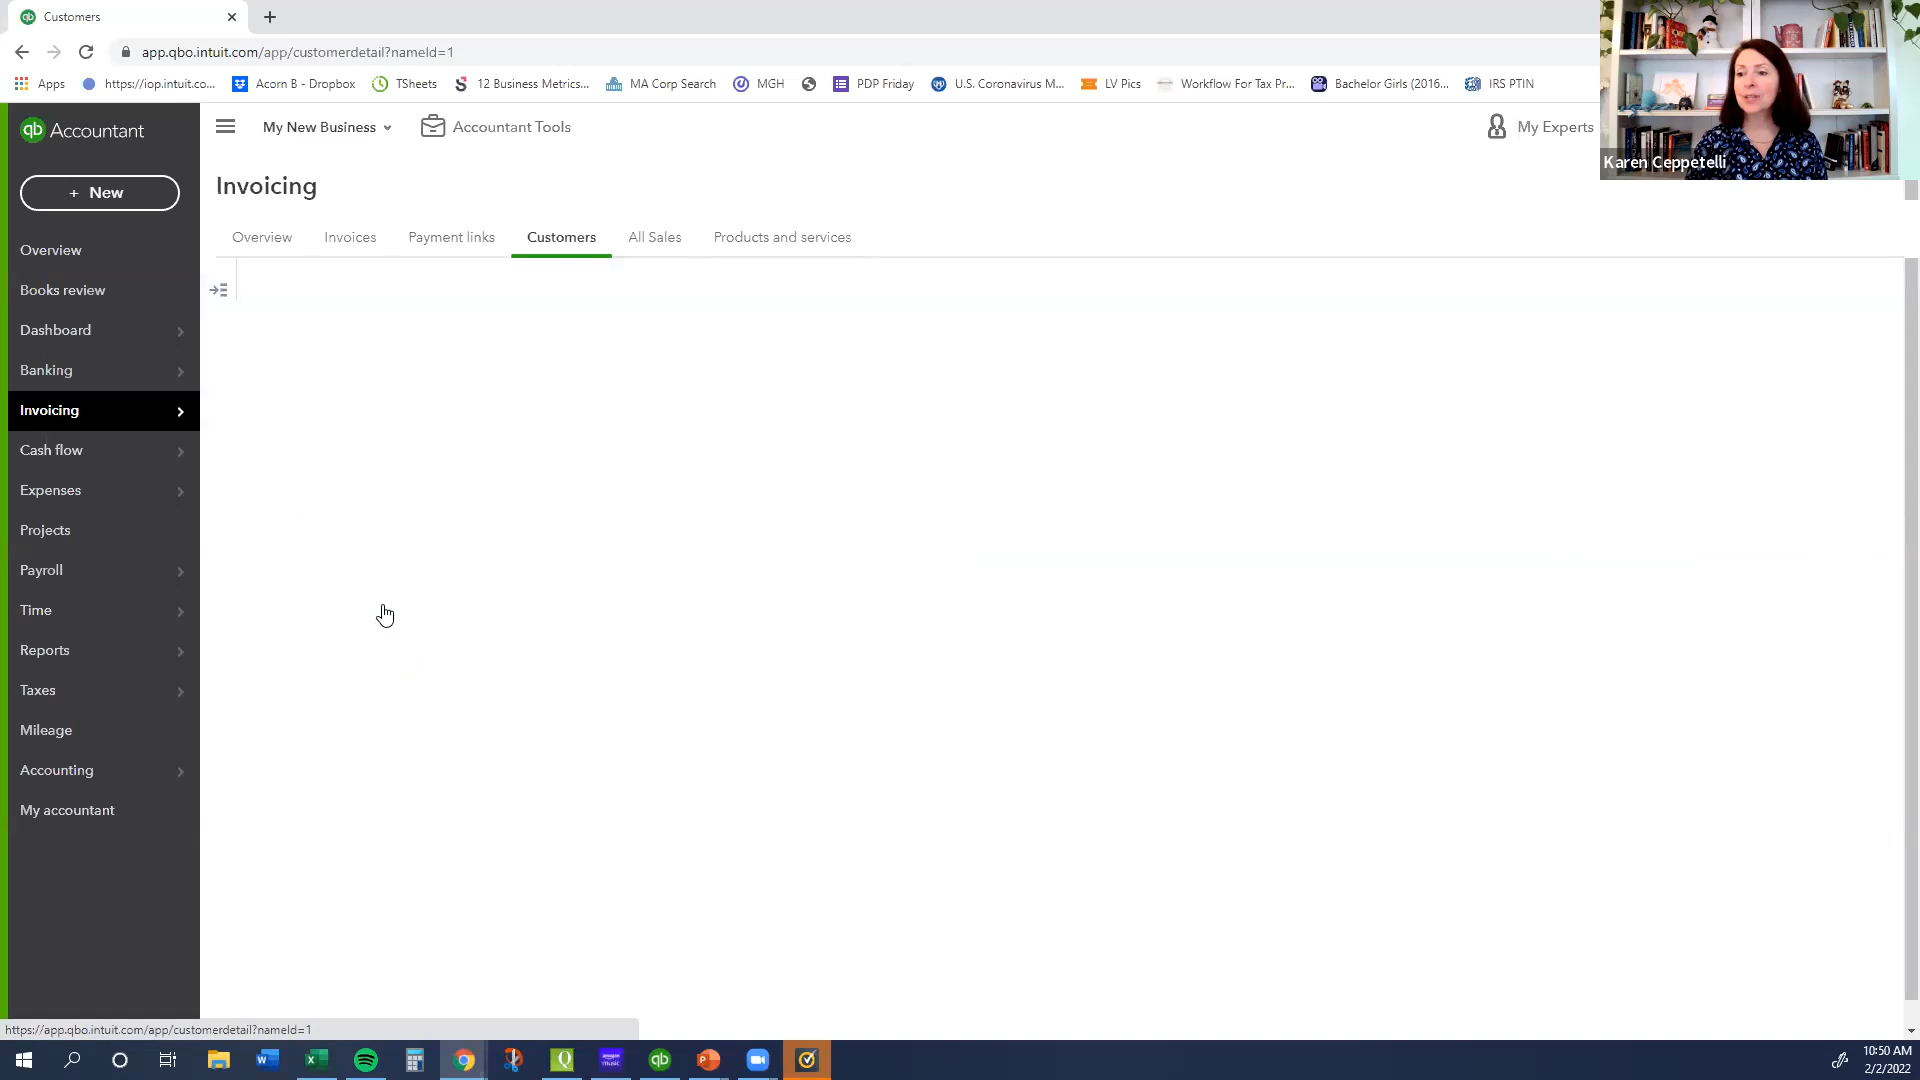 Customers
app.qbo.intuit.com/app/customerdetail?nameId=1
Apps
https://iop.intuit.co...
Acorn B - Dropbox
TSheets
12 Business Metrics...
MA Corp Search
MGH
PDP Friday
U.S. Coronavirus M...
LV Pics
Workflow For Tax Pr...
Bachelor Girls (2016...
IRS PTIN
Karen Ceppetelli
qb Accountant
My New Business
Accountant Tools
My Experts
+ New
Invoicing
Overview
Invoices
Payment links
Customers
All Sales
Products and services
Overview
Books review
Dashboard
Banking
Invoicing
Cash flow
Expenses
Projects
Payroll
Time
Reports
Taxes
Mileage
Accounting
My accountant
https://app.qbo.intuit.com/app/customerdetail?nameId=1
10:50 AM
2/2/2022